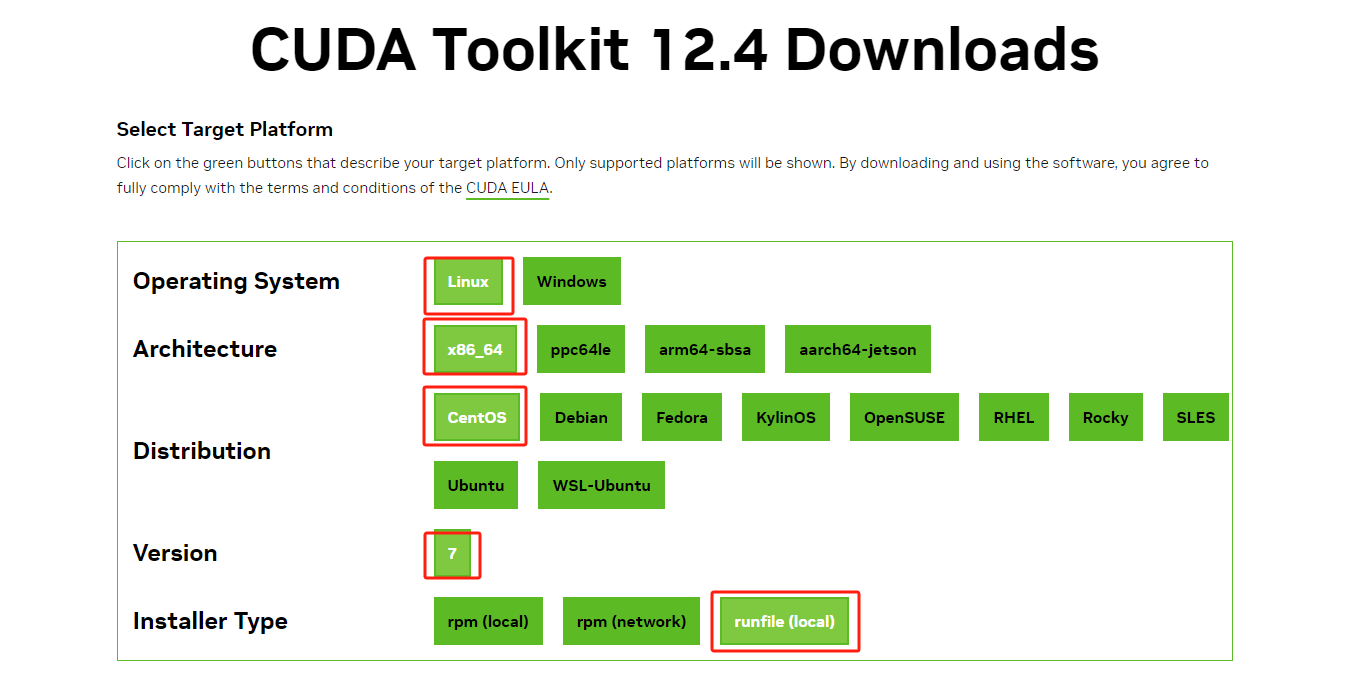 CUDA Toolkit 12.4 Downloads
Select Target Platform
Click on the green buttons that describe your target platform. Only supported platforms will be shown. By downloading and using the software, you agree to
fully comply with the terms and conditions of the CUDA EULA.
Operating System Linux Windows
Architecture x86_64 ppc64le arm64-sbsa aarch64-jetson
Distribution CentOS Debian Fedora KylinOS OpenSUSE RHEL Rocky SLES
Ubuntu WSL-Ubuntu
Version 7
Installer Type rpm (local) rpm (network) runfile (local)